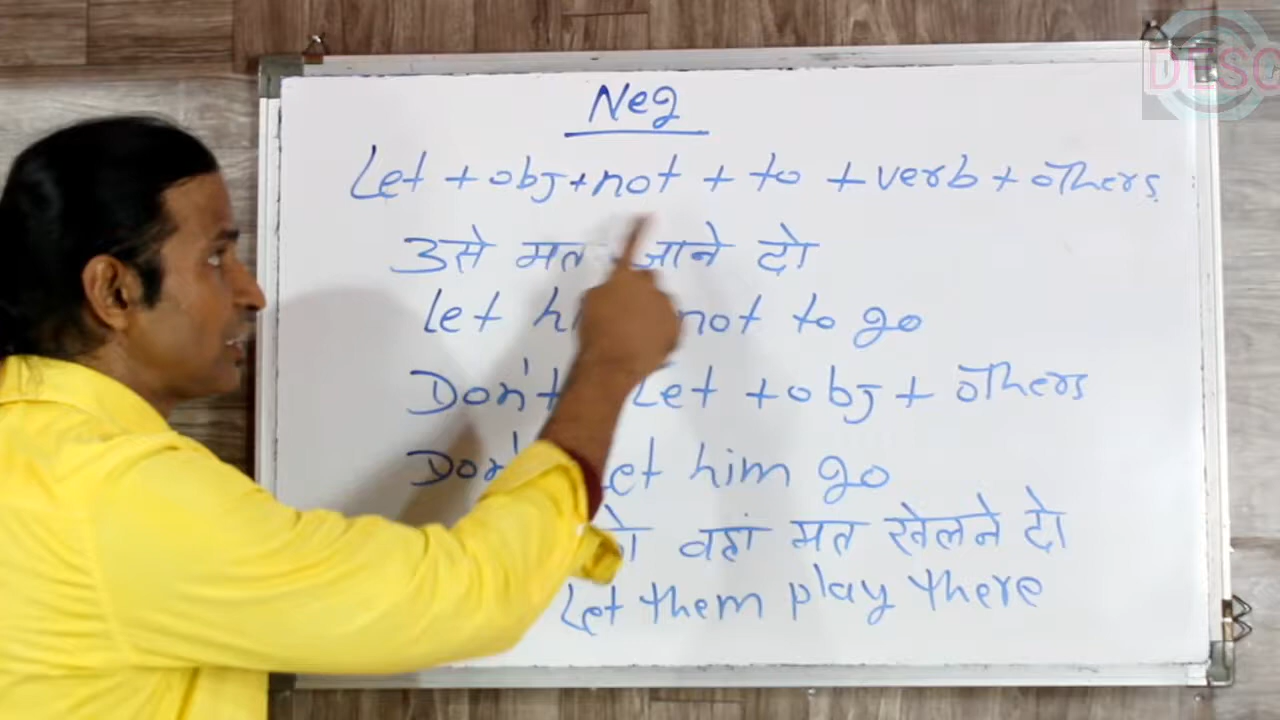 DESC
Neg
Let + obj + not + to + verb + others
उसे मत जाने दो
Let not to go
Don't Let + obj + others
him go
वहां मत खेलने दो
Let them play there